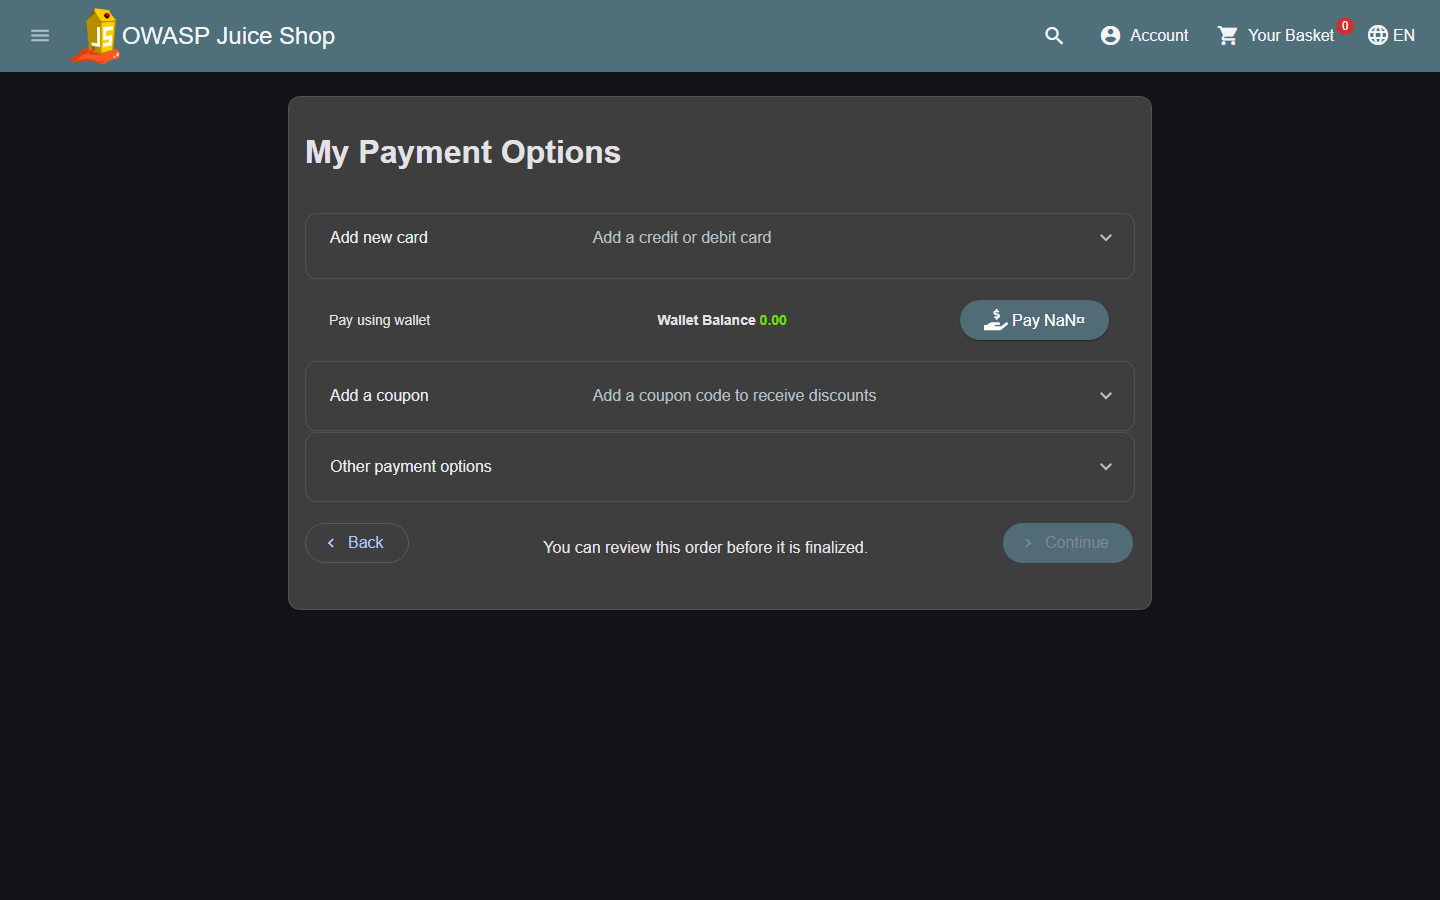 JS OWASP Juice Shop
Account
Your Basket 0
EN
My Payment Options
Add new card Add a credit or debit card
Pay using wallet Wallet Balance 0.00 $ Pay NaN¤
Add a coupon Add a coupon code to receive discounts
Other payment options
Back You can review this order before it is finalized. Continue